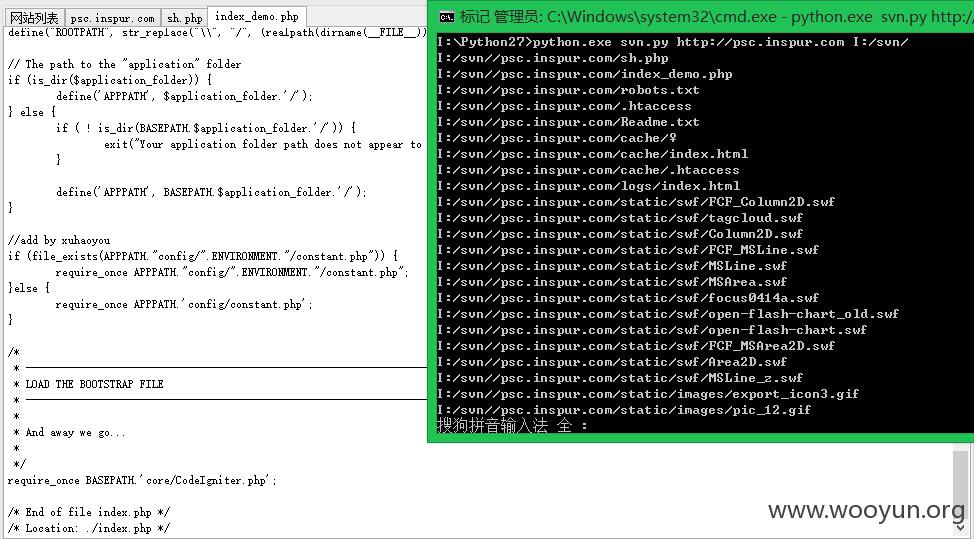 网站列表 psc.inspur.com sh.php index_demo.php
define("ROOTPATH", str_replace("\\", "/", (realpath(dirname(__FILE__))
// The path to the "application" folder
if (is_dir($application_folder)) {
define('APPPATH', $application_folder.'/');
} else {
if ( ! is_dir(BASEPATH.$application_folder.'/')) {
exit("Your application folder path does not appear to
}
define('APPPATH', BASEPATH.$application_folder.'/');
}
//add by xuhaoyou
if (file_exists(APPPATH."config/".ENVIRONMENT."/constant.php")) {
require_once APPPATH."config/".ENVIRONMENT."/constant.php";
}else {
require_once APPPATH.'config/constant.php';
}
/*
*
* LOAD THE BOOTSTRAP FILE
*
*
* And away we go...
*
*/
require_once BASEPATH.'core/CodeIgniter.php';
/* End of file index.php */
/* Location: ./index.php */
标记 管理员: C:\Windows\system32\cmd.exe - python.exe svn.py http://
I:\Python27>python.exe svn.py http://psc.inspur.com I:/svn/
I:/svn//psc.inspur.com/sh.php
I:/svn//psc.inspur.com/index_demo.php
I:/svn//psc.inspur.com/robots.txt
I:/svn//psc.inspur.com/.htaccess
I:/svn//psc.inspur.com/Readme.txt
I:/svn//psc.inspur.com/cache/♀
I:/svn//psc.inspur.com/cache/index.html
I:/svn//psc.inspur.com/cache/.htaccess
I:/svn//psc.inspur.com/logs/index.html
I:/svn//psc.inspur.com/static/swf/FCF_Column2D.swf
I:/svn//psc.inspur.com/static/swf/tagcloud.swf
I:/svn//psc.inspur.com/static/swf/Column2D.swf
I:/svn//psc.inspur.com/static/swf/FCF_MSLine.swf
I:/svn//psc.inspur.com/static/swf/MSLine.swf
I:/svn//psc.inspur.com/static/swf/MSArea.swf
I:/svn//psc.inspur.com/static/swf/focus0414a.swf
I:/svn//psc.inspur.com/static/swf/open-flash-chart_old.swf
I:/svn//psc.inspur.com/static/swf/open-flash-chart.swf
I:/svn//psc.inspur.com/static/swf/FCF_MSArea2D.swf
I:/svn//psc.inspur.com/static/swf/Area2D.swf
I:/svn//psc.inspur.com/static/swf/MSLine_z.swf
I:/svn//psc.inspur.com/static/images/export_icon3.gif
I:/svn//psc.inspur.com/static/images/pic_12.gif
搜狗拼音输入法 全 :
www.wooyun.org